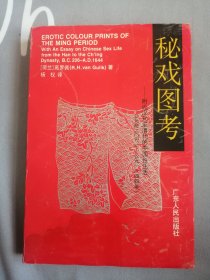 EROTIC COLOUR PRINTS
OF THE MING PERIOD
With An Essay on Chinese Sex Life
from the Han to the Ch'ing
Dynasty, B.C.206-A.D.1644
〔荷兰〕高罗佩(R.H.van Gulik) 著
杨权 译
秘戏图考
广东人民出版社